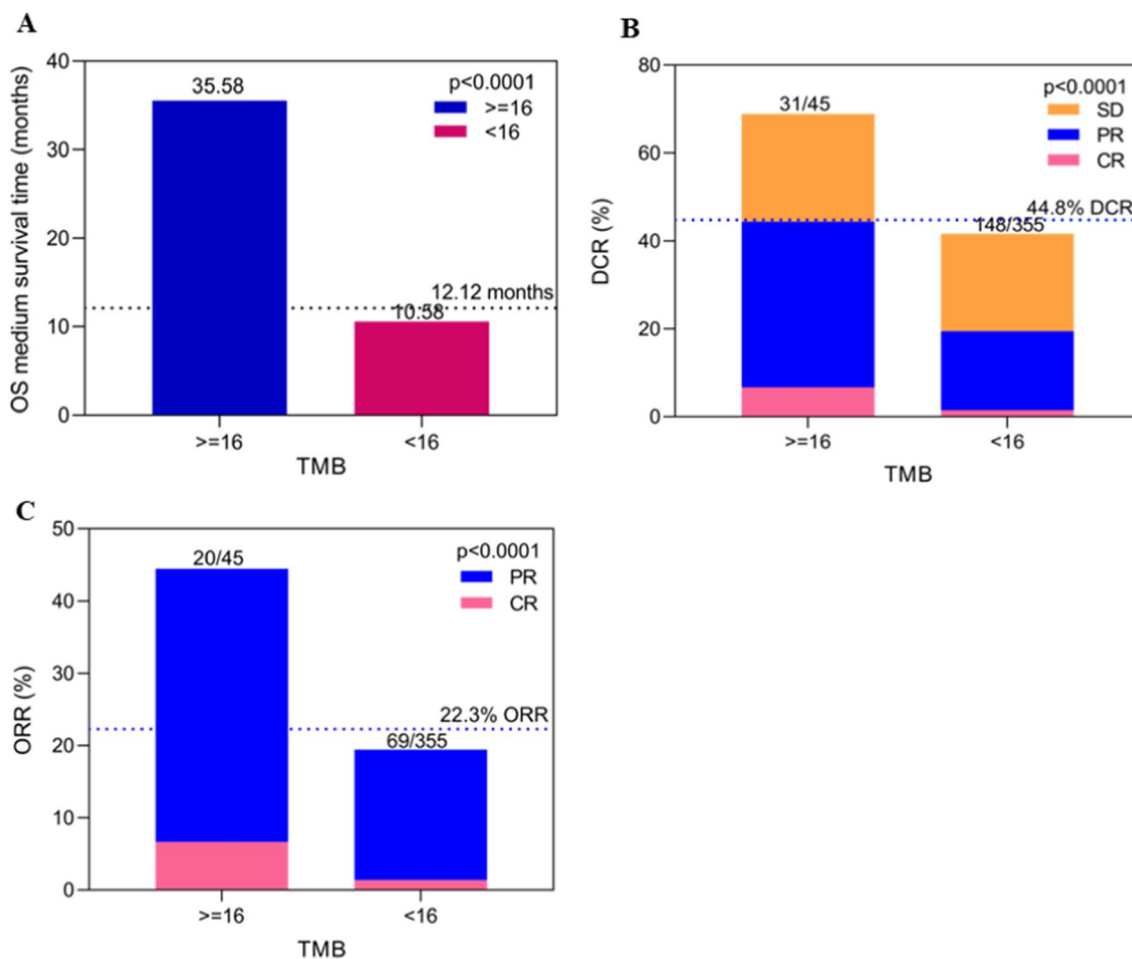 A
OS medium survival time (months)
40
30
20
10
0
35.58
p<0.0001
>=16
<16
12.12 months
10.58
>=16
<16
TMB
B
DCR (%)
80
60
40
20
0
31/45
p<0.0001
SD
PR
CR
44.8% DCR
148/355
>=16
<16
TMB
C
ORR (%)
50
40
30
20
10
0
20/45
p<0.0001
PR
CR
22.3% ORR
69/355
>=16
<16
TMB